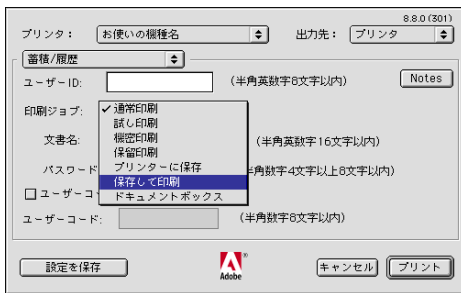 8.8.0 (301)
プリンタ： お使いの機種名 出力先： プリンタ
蓄積/履歴
ユーザーID: (半角英数字8文字以内) Notes
印刷ジョブ: ✓通常印刷
試し印刷
機密印刷
文書名: 保留印刷 (半角英数字16文字以内)
プリンターに保存
パスワード 半角数字4文字以上8文字以内)
保存して印刷
ユーザーコ ドキュメントボックス
ユーザーコード: (半角数字8文字以内)
設定を保存 Adobe キャンセル プリント